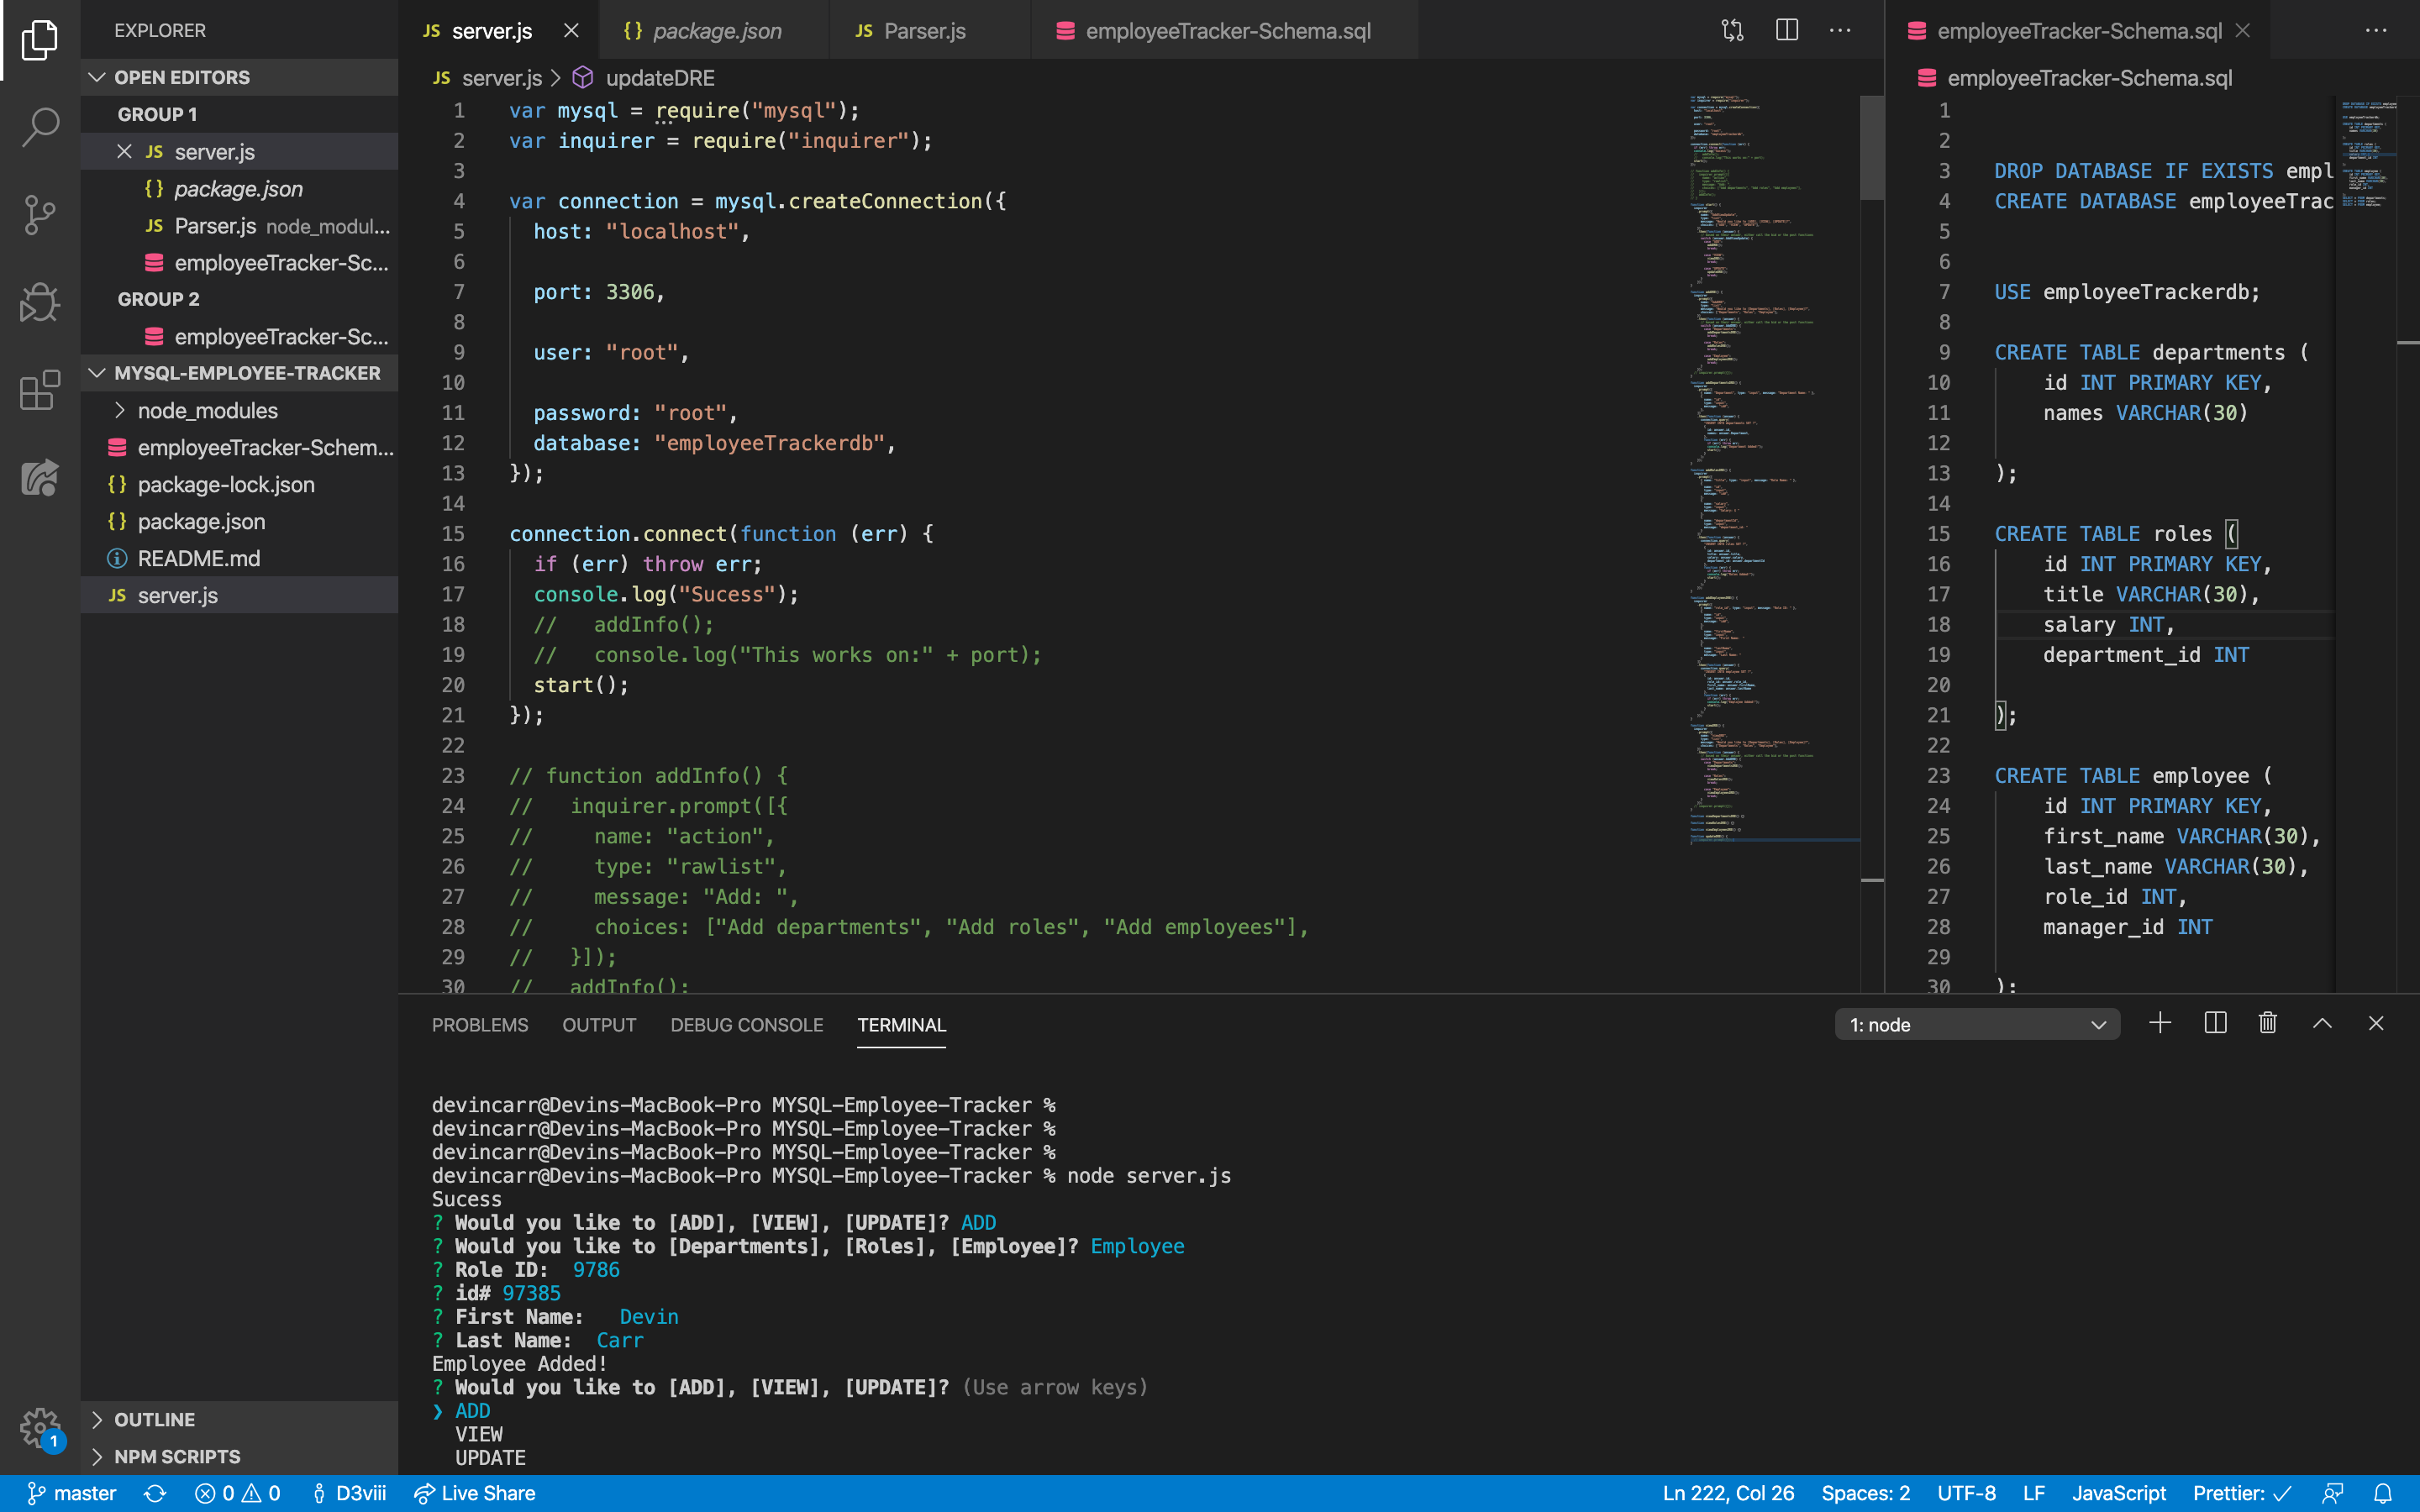 EXPLORER
OPEN EDITORS
GROUP 1
JS server.js
{} package.json
JS Parser.js node_modul...
employeeTracker-Sc...
GROUP 2
employeeTracker-Sc...
MYSQL-EMPLOYEE-TRACKER
node_modules
employeeTracker-Schem...
{} package-lock.json
{} package.json
README.md
JS server.js
OUTLINE
NPM SCRIPTS
1
JS server.js
{} package.json
JS Parser.js
employeeTracker-Schema.sql
JS server.js > updateDRE
1 var mysql = require("mysql");
2 var inquirer = require("inquirer");
3
4 var connection = mysql.createConnection({
5 host: "localhost",
6
7 port: 3306,
8
9 user: "root",
10
11 password: "root",
12 database: "employeeTrackerdb",
13 });
14
15 connection.connect(function (err) {
16 if (err) throw err;
17 console.log("Sucess");
18 // addInfo();
19 // console.log("This works on:" + port);
20 start();
21 });
22
23 // function addInfo() {
24 // inquirer.prompt([{
25 // name: "action",
26 // type: "rawlist",
27 // message: "Add: ",
28 // choices: ["Add departments", "Add roles", "Add employees"],
29 // }]);
30 // addInfo();
employeeTracker-Schema.sql
employeeTracker-Schema.sql
1
2
3 DROP DATABASE IF EXISTS empl
4 CREATE DATABASE employeeTrac
5
6
7 USE employeeTrackerdb;
8
9 CREATE TABLE departments (
10 id INT PRIMARY KEY,
11 names VARCHAR(30)
12
13 );
14
15 CREATE TABLE roles (
16 id INT PRIMARY KEY,
17 title VARCHAR(30),
18 salary INT,
19 department_id INT
20
21 );
22
23 CREATE TABLE employee (
24 id INT PRIMARY KEY,
25 first_name VARCHAR(30),
26 last_name VARCHAR(30),
27 role_id INT,
28 manager_id INT
29
30 );
PROBLEMS OUTPUT DEBUG CONSOLE TERMINAL
1: node
devincarr@Devins-MacBook-Pro MYSQL-Employee-Tracker %
devincarr@Devins-MacBook-Pro MYSQL-Employee-Tracker %
devincarr@Devins-MacBook-Pro MYSQL-Employee-Tracker %
devincarr@Devins-MacBook-Pro MYSQL-Employee-Tracker % node server.js
Sucess
? Would you like to [ADD], [VIEW], [UPDATE]? ADD
? Would you like to [Departments], [Roles], [Employee]? Employee
? Role ID: 9786
? id# 97385
? First Name: Devin
? Last Name: Carr
Employee Added!
? Would you like to [ADD], [VIEW], [UPDATE]? (Use arrow keys)
❯ ADD
VIEW
UPDATE
master 0 0 D3viii Live Share Ln 222, Col 26 Spaces: 2 UTF-8 LF JavaScript Prettier: ✓